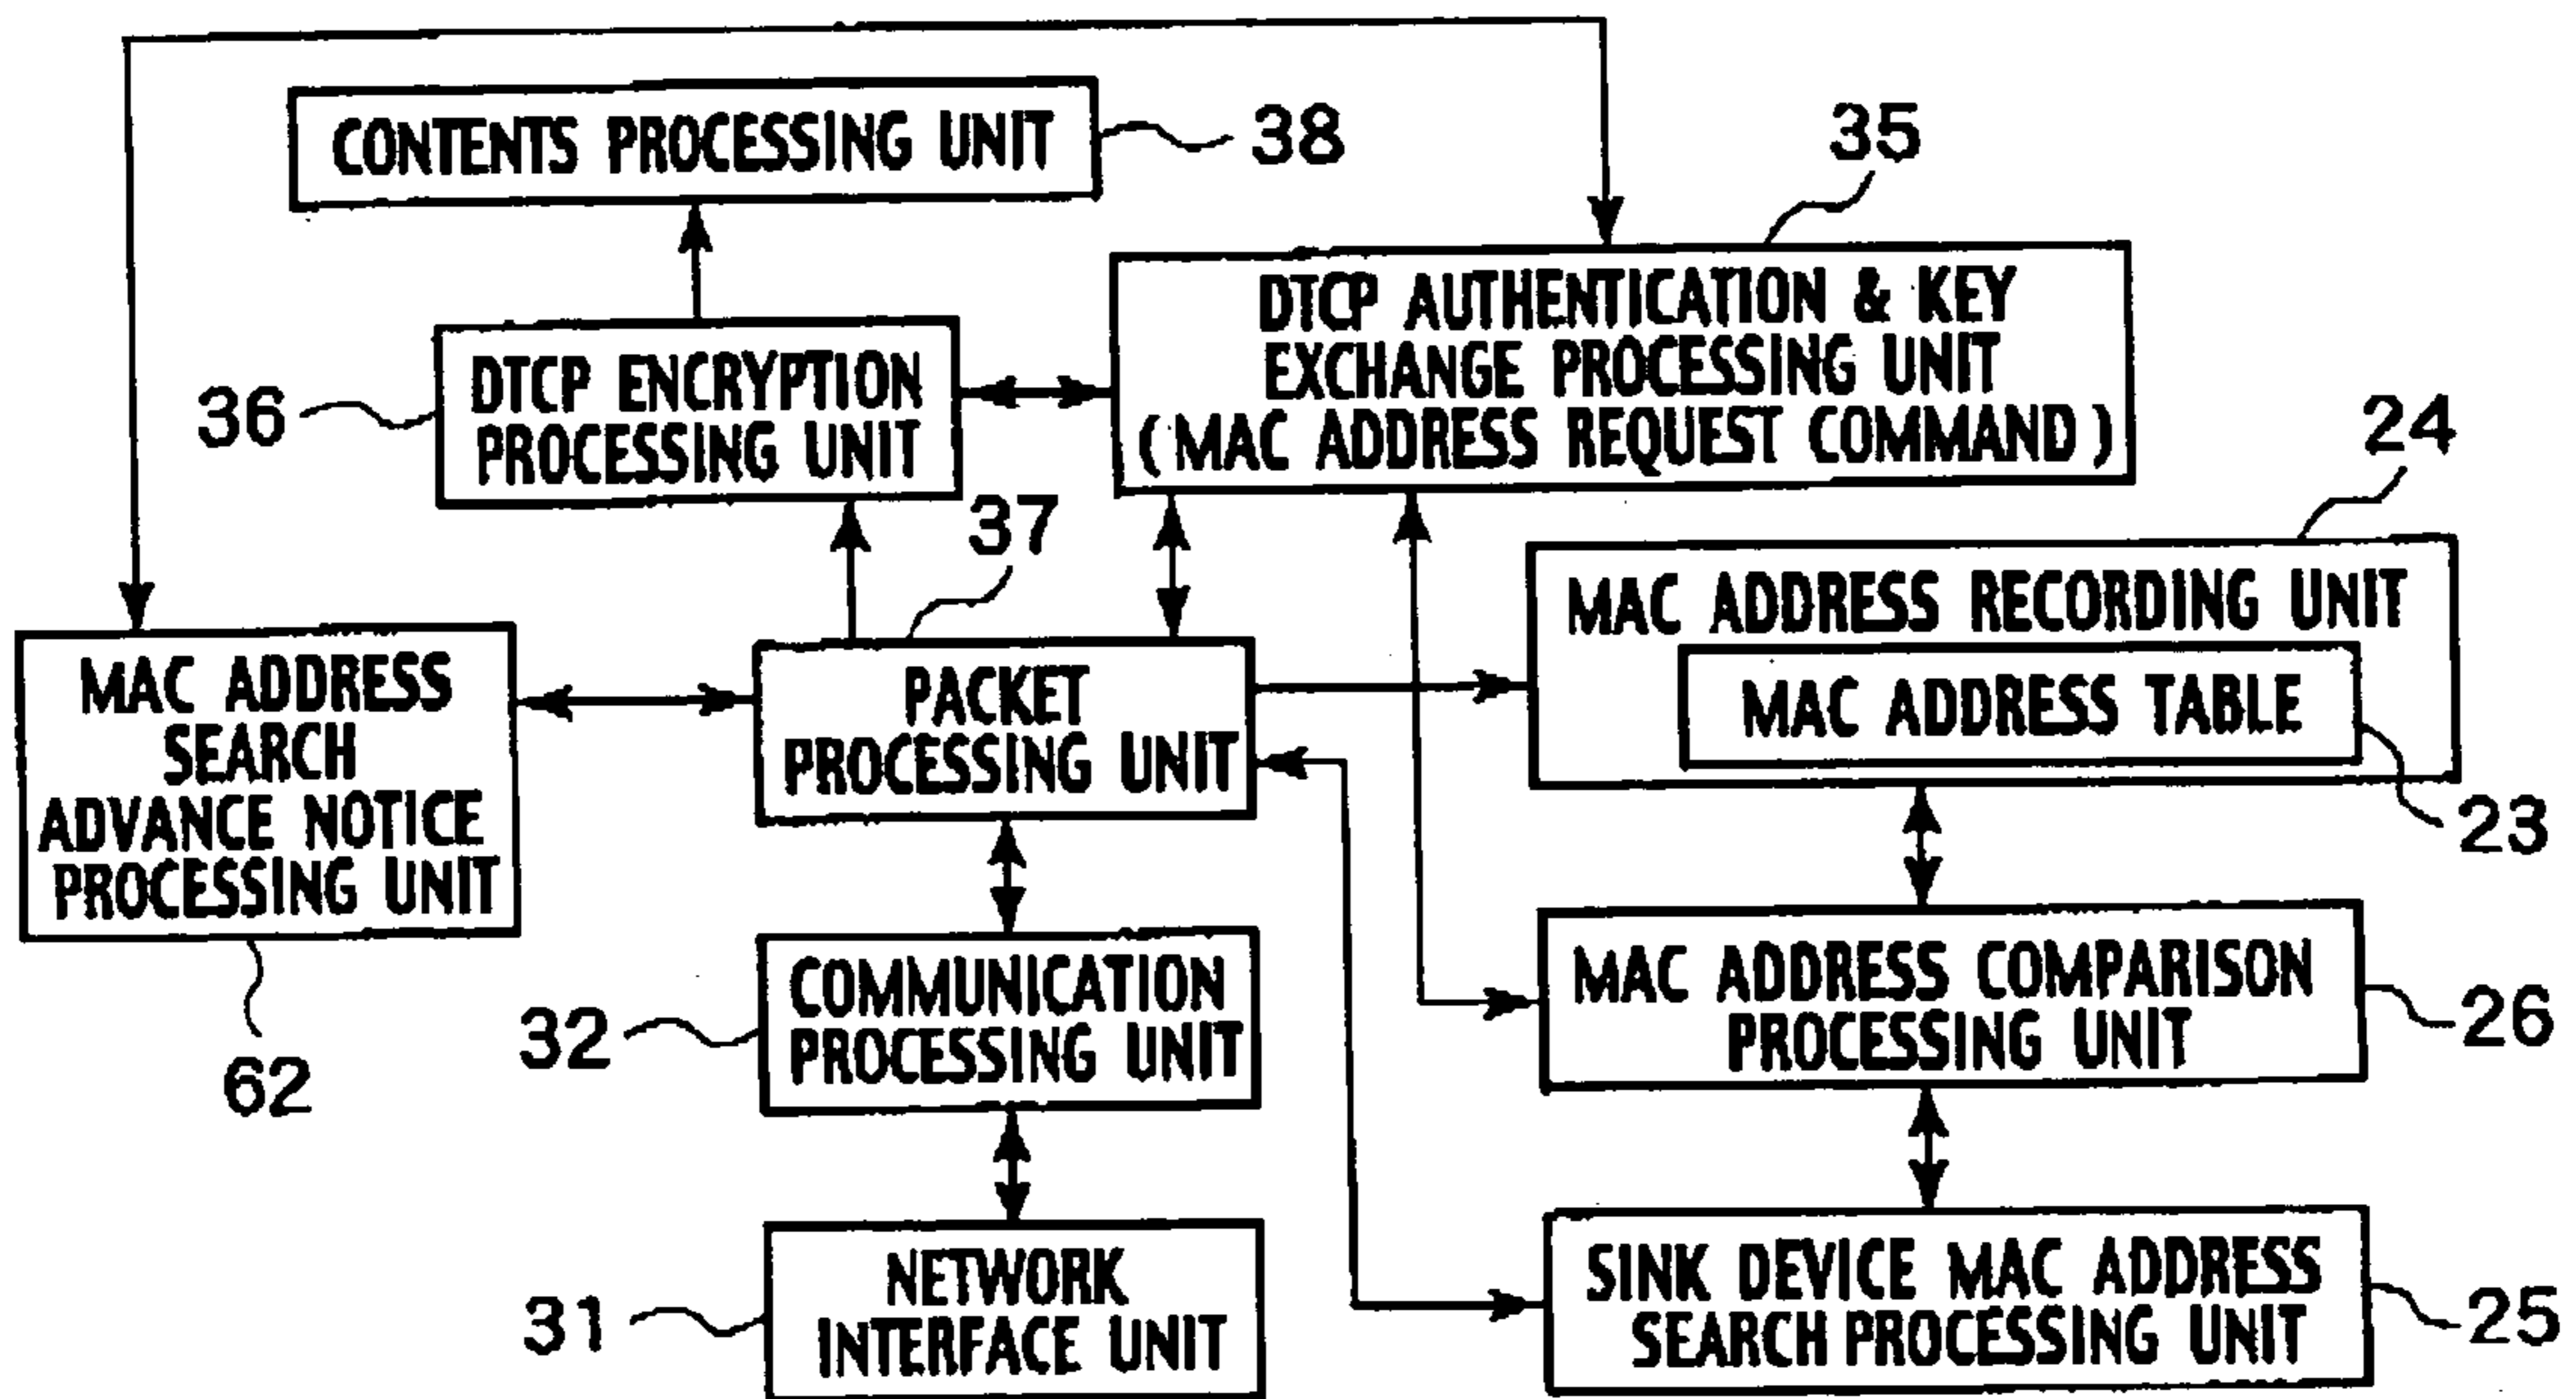 CONTENTS PROCESSING UNIT
38
35
DTCP AUTHENTICATION & KEY
EXCHANGE PROCESSING UNIT
(MAC ADDRESS REQUEST COMMAND)
36
DTCP ENCRYPTION
PROCESSING UNIT
24
37
MAC ADDRESS RECORDING UNIT
MAC ADDRESS TABLE
23
MAC ADDRESS
SEARCH
ADVANCE NOTICE
PROCESSING UNIT
62
PACKET
PROCESSING UNIT
32
COMMUNICATION
PROCESSING UNIT
MAC ADDRESS COMPARISON
PROCESSING UNIT
26
31
NETWORK
INTERFACE UNIT
SINK DEVICE MAC ADDRESS
SEARCH PROCESSING UNIT
25